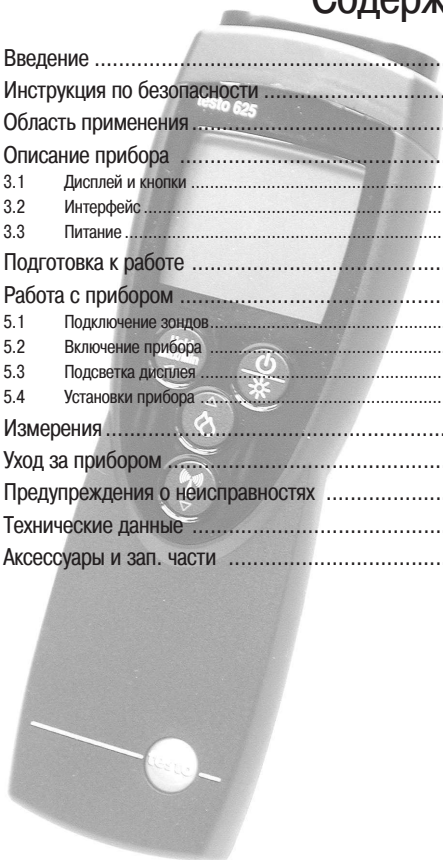 Содерж
Введение ..................................................
Инструкция по безопасности ..........................
Область применения ....................................
Описание прибора ......................................
3.1 Дисплей и кнопки ......................................
3.2 Интерфейс ..............................................
3.3 Питание ................................................
Подготовка к работе ....................................
Работа с прибором ......................................
5.1 Подключение зондов ....................................
5.2 Включение прибора ....................................
5.3 Подсветка дисплея ....................................
5.4 Установки прибора ....................................
Измерения ................................................
Уход за прибором ........................................
Предупреждения о неисправностях ..................
Технические данные ....................................
Аксессуары и зап. части ................................
testo 625
testo